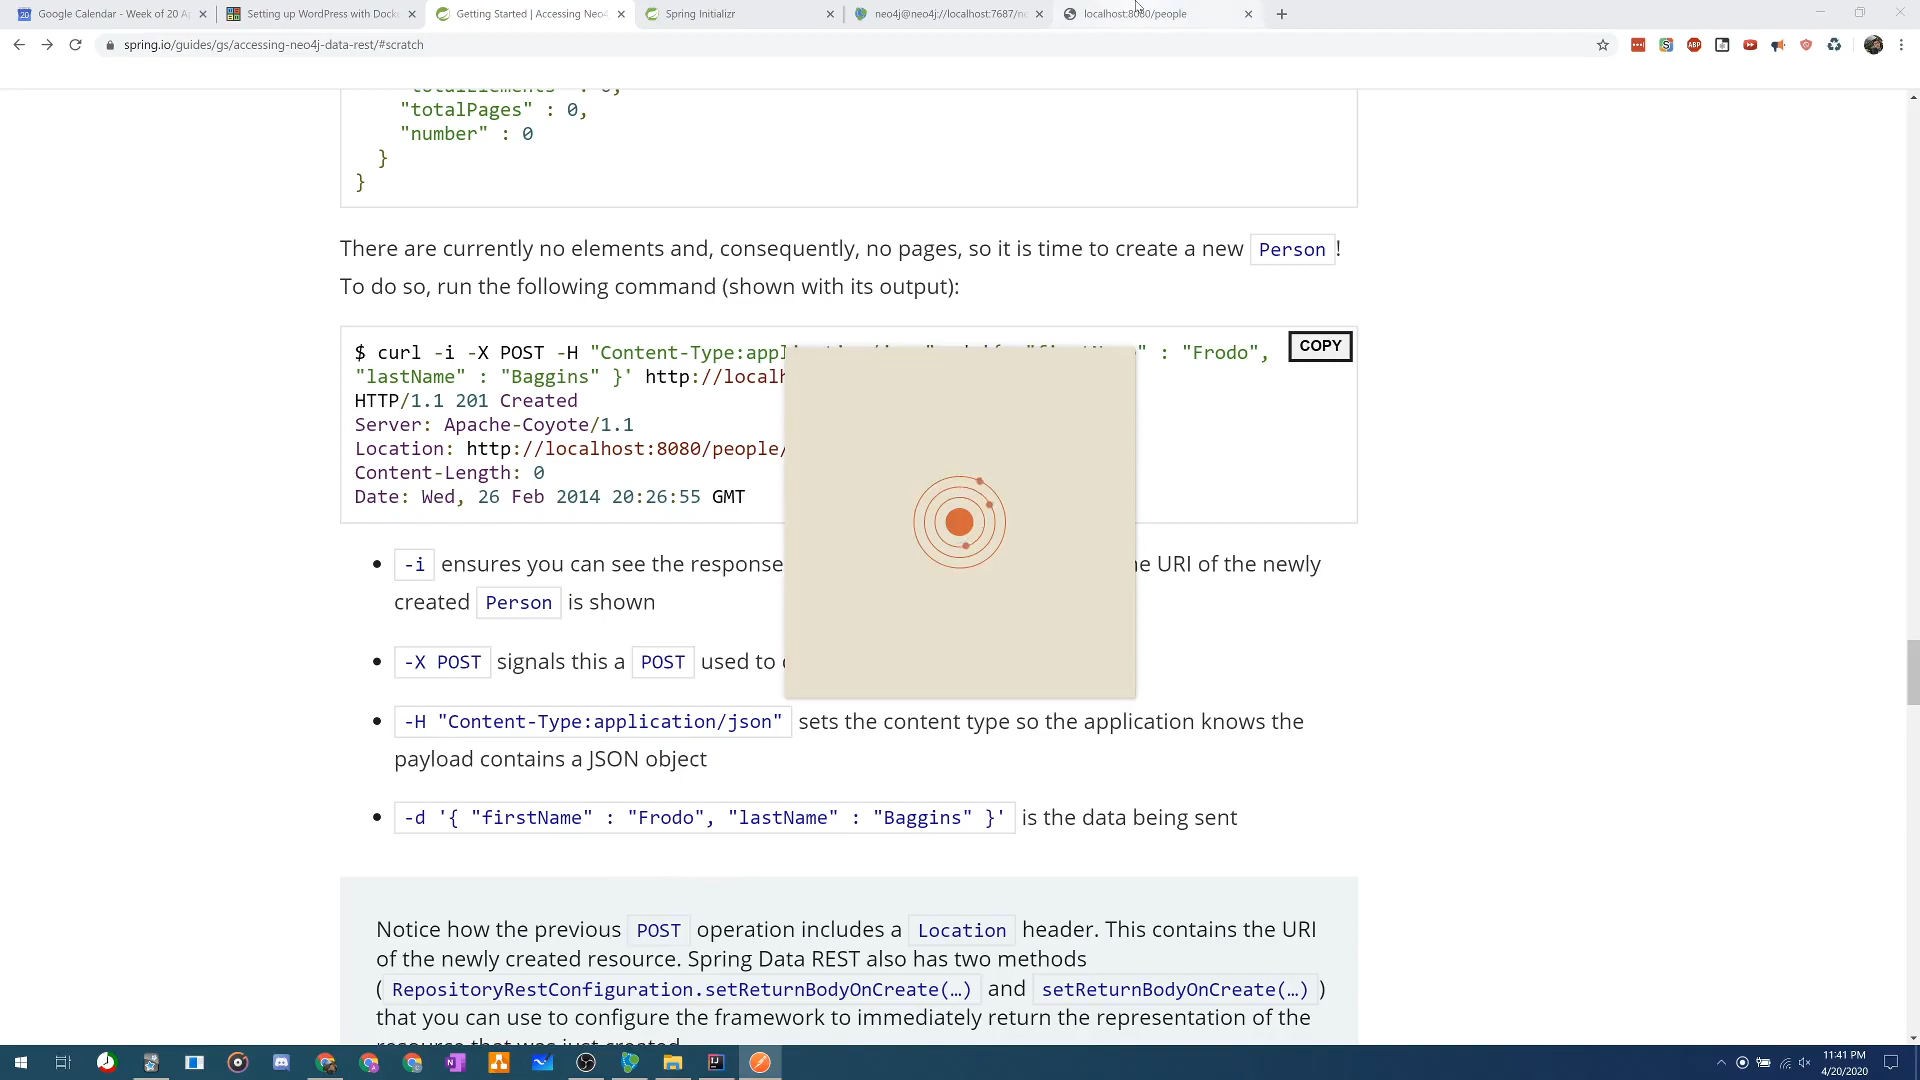 Google Calendar - Week of 20 A
Setting up WordPress with Docke
Getting Started | Accessing Neo4
Spring Initializr
neo4j@neo4j://localhost:7687/ne
localhost:8080/people
spring.io/guides/gs/accessing-neo4j-data-rest/#scratch
"totalElements" : 0,
"totalPages" : 0,
"number" : 0
}
}
There are currently no elements and, consequently, no pages, so it is time to create a new Person!
To do so, run the following command (shown with its output):
$ curl -i -X POST -H "Content-Type:appl " : "Frodo",
COPY
"lastName" : "Baggins" }' http://localh
HTTP/1.1 201 Created
Server: Apache-Coyote/1.1
Location: http://localhost:8080/people/
Content-Length: 0
Date: Wed, 26 Feb 2014 20:26:55 GMT
-i ensures you can see the response e URI of the newly
created Person is shown
-X POST signals this a POST used to
-H "Content-Type:application/json" sets the content type so the application knows the
payload contains a JSON object
-d '{ "firstName" : "Frodo", "lastName" : "Baggins" }' is the data being sent
Notice how the previous POST operation includes a Location header. This contains the URI
of the newly created resource. Spring Data REST also has two methods
(RepositoryRestConfiguration.setReturnBodyOnCreate(…) and setReturnBodyOnCreate(…))
that you can use to configure the framework to immediately return the representation of the
resource that was just created
11:41 PM
4/20/2020